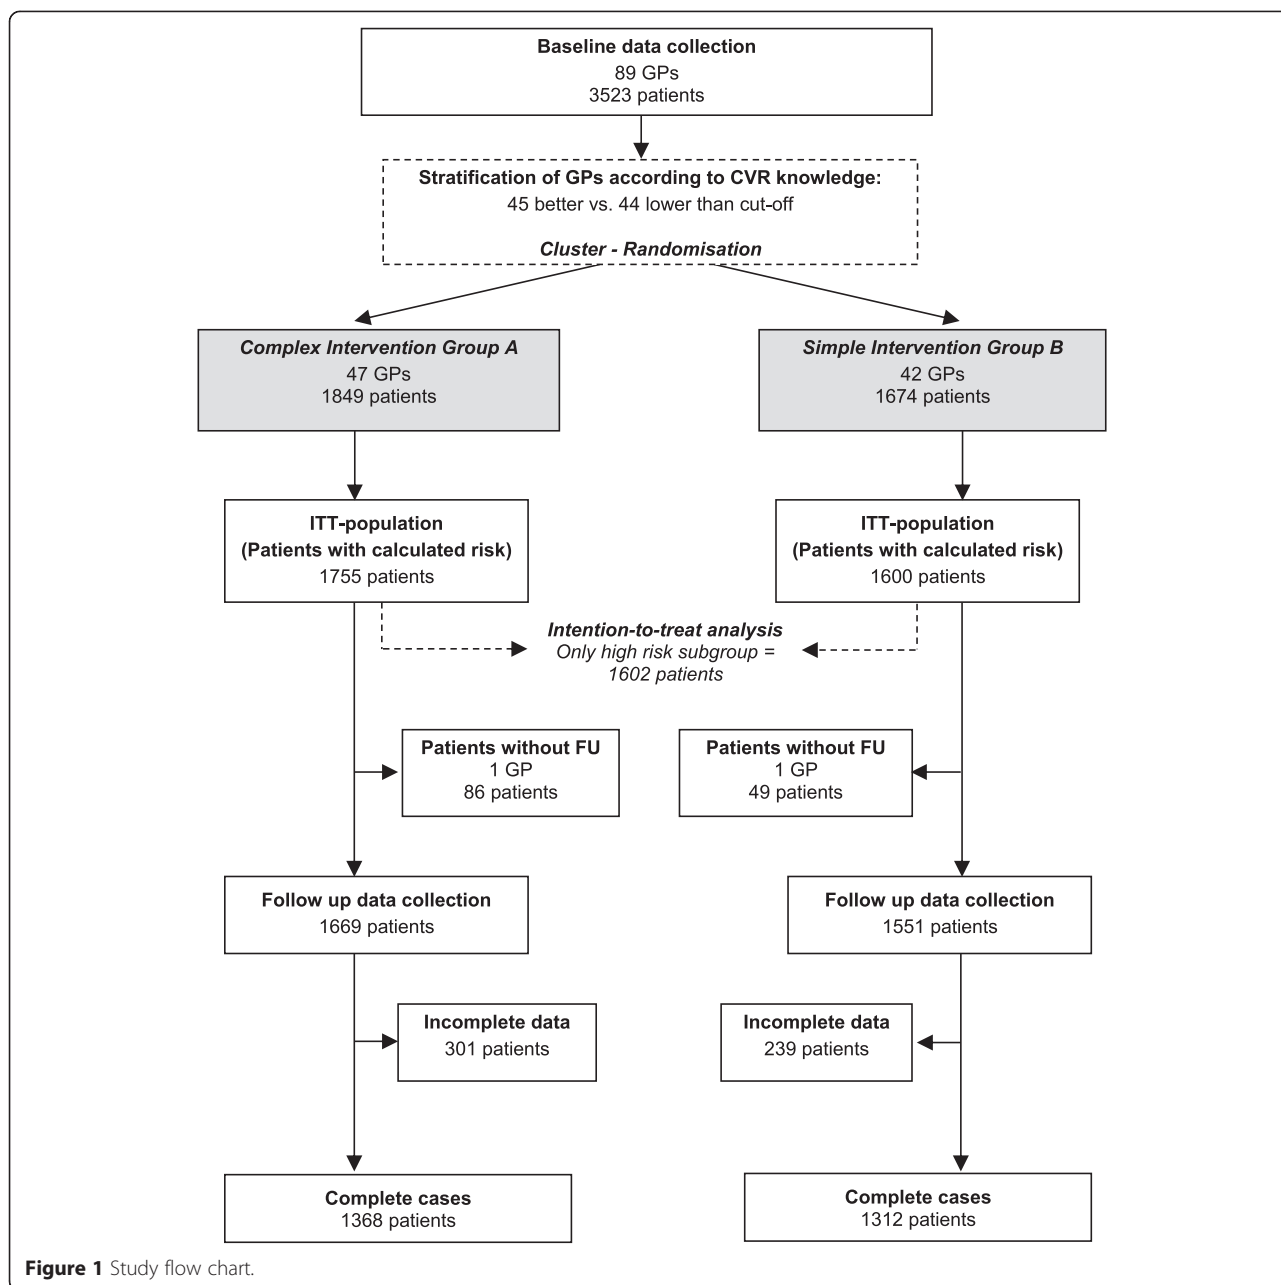 Baseline data collection
89 GPs
3523 patients
Stratification of GPs according to CVR knowledge:
45 better vs. 44 lower than cut-off
Cluster - Randomisation
Complex Intervention Group A
47 GPs
1849 patients
Simple Intervention Group B
42 GPs
1674 patients
ITT-population
(Patients with calculated risk)
1755 patients
ITT-population
(Patients with calculated risk)
1600 patients
Intention-to-treat analysis
Only high risk subgroup =
1602 patients
Patients without FU
1 GP
86 patients
Patients without FU
1 GP
49 patients
Follow up data collection
1669 patients
Follow up data collection
1551 patients
Incomplete data
301 patients
Incomplete data
239 patients
Complete cases
1368 patients
Complete cases
1312 patients
Figure 1 Study flow chart.